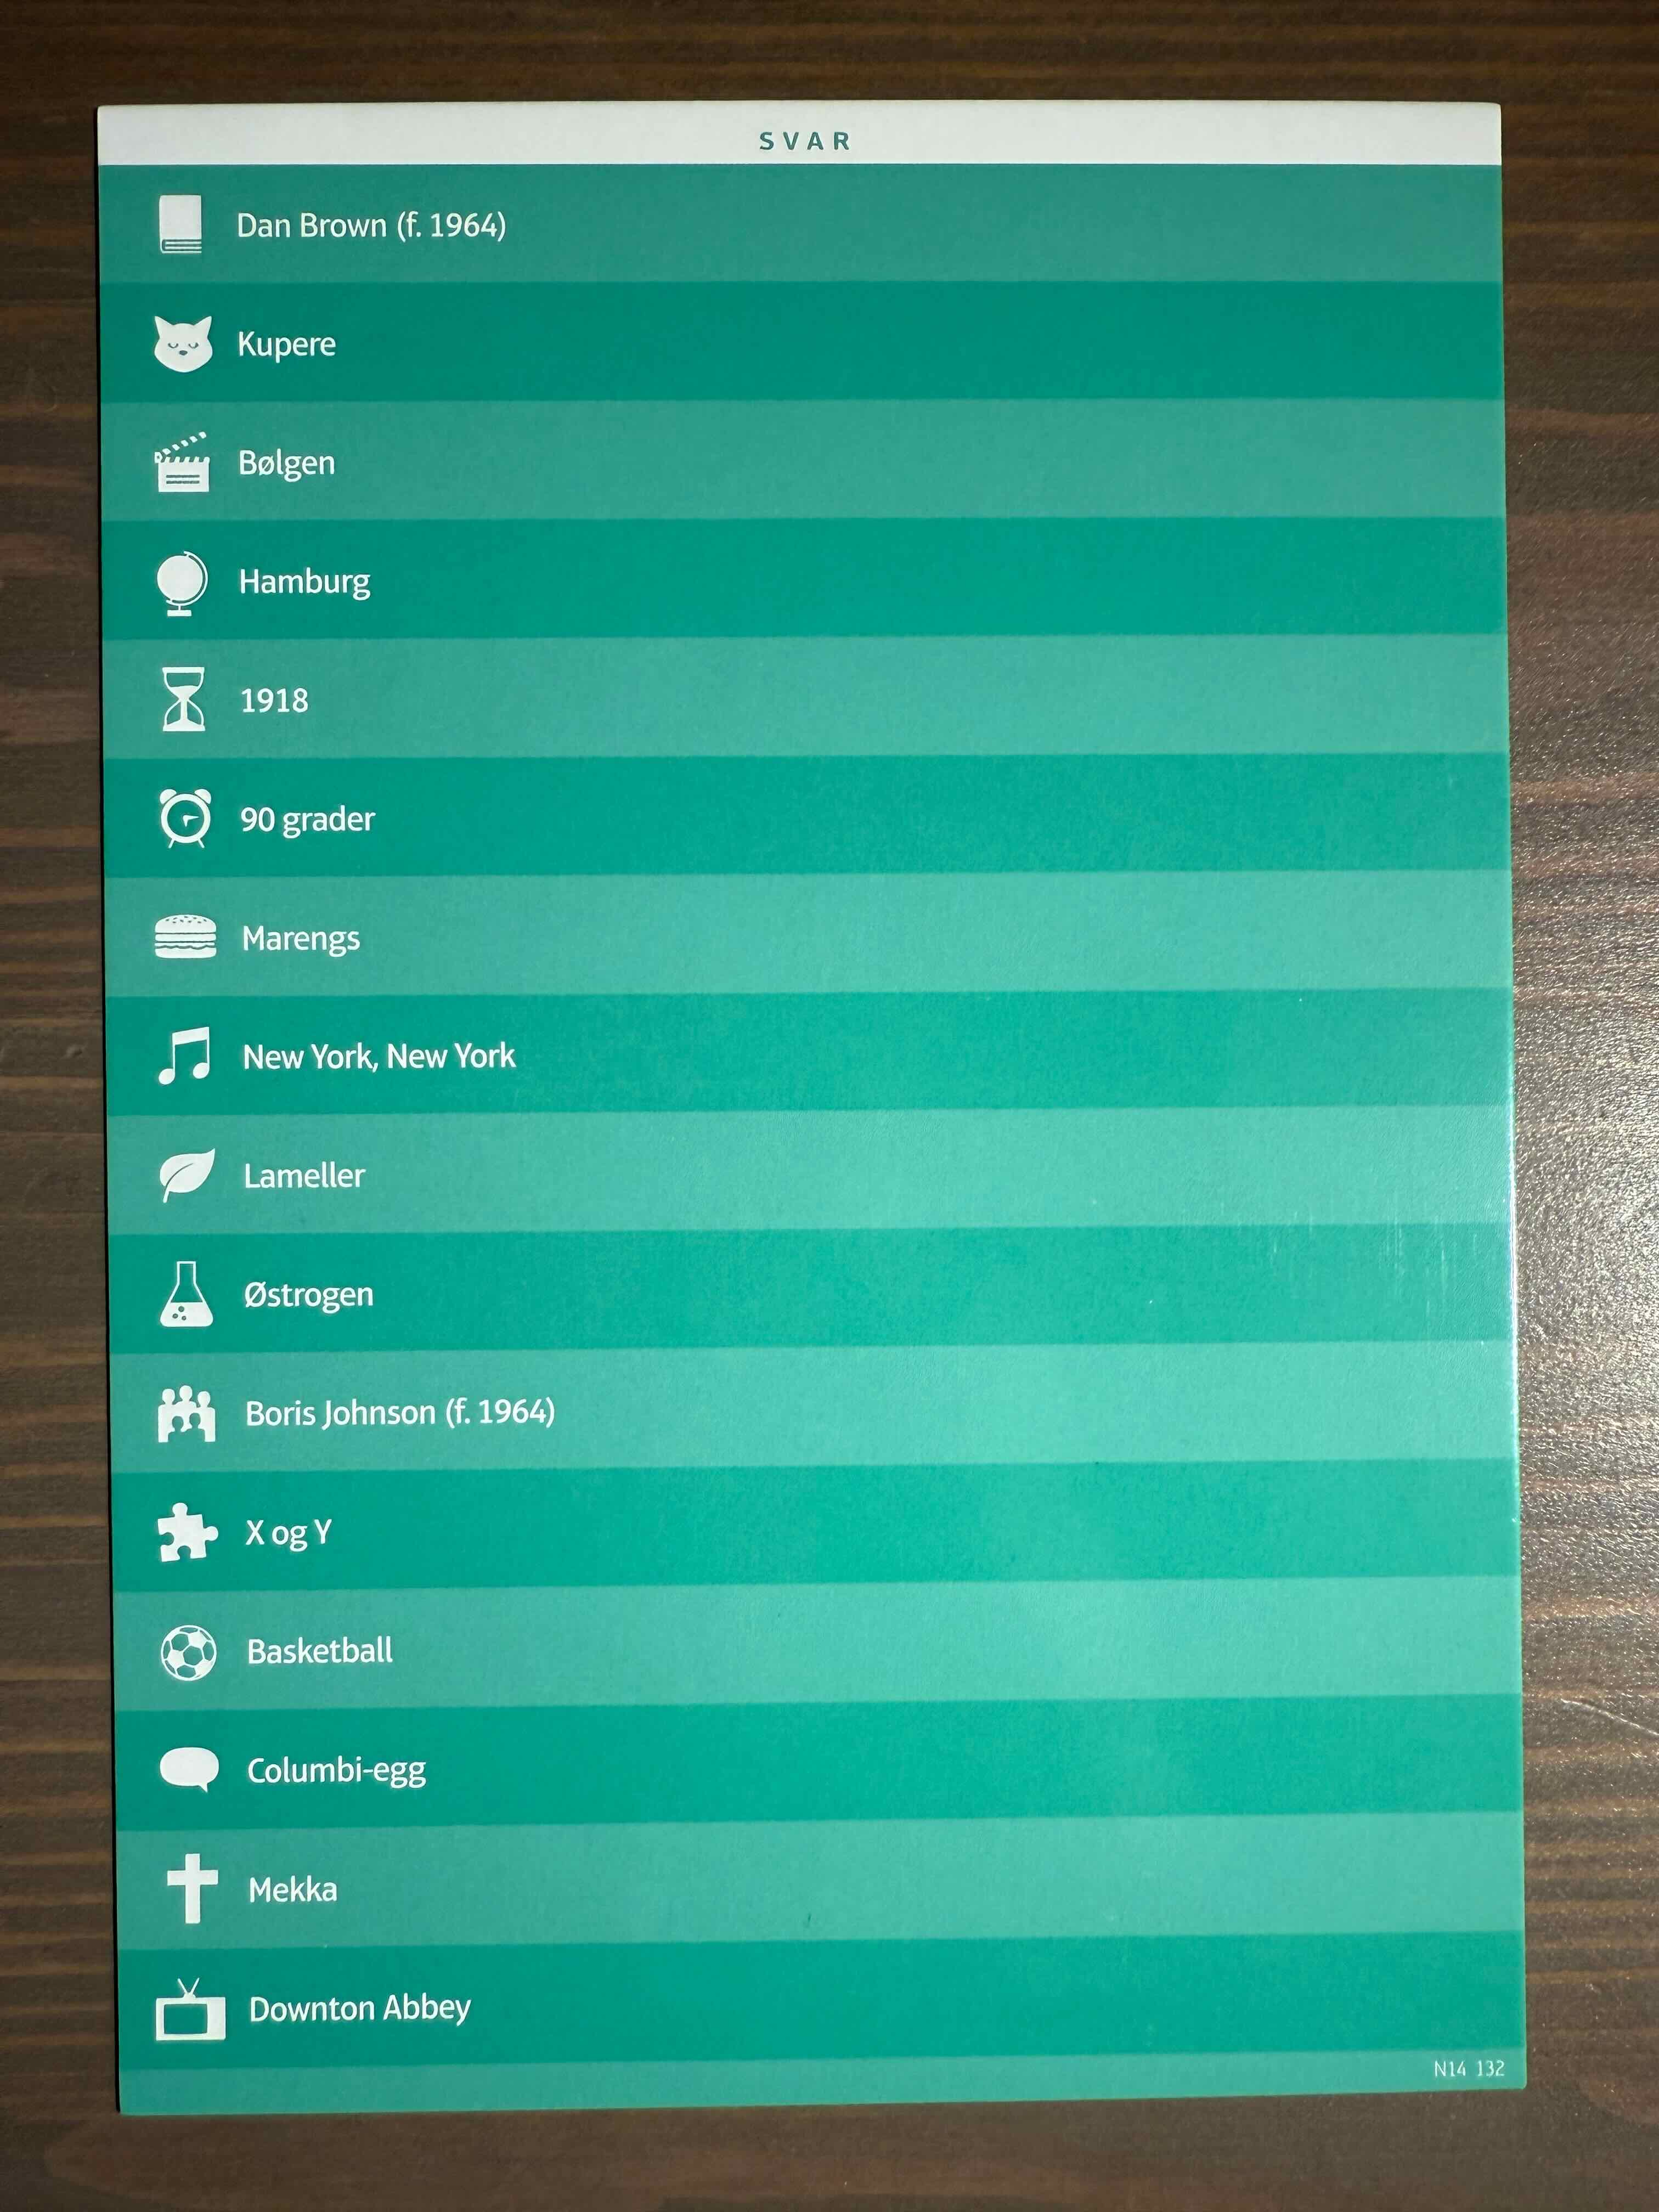 SVAR
Dan Brown (f. 1964)
Kupere
Bølgen
Hamburg
1918
90 grader
Marengs
New York, New York
Lameller
Østrogen
Boris Johnson (f. 1964)
X og Y
Basketball
Columbi-egg
Mekka
Downton Abbey
N14 132